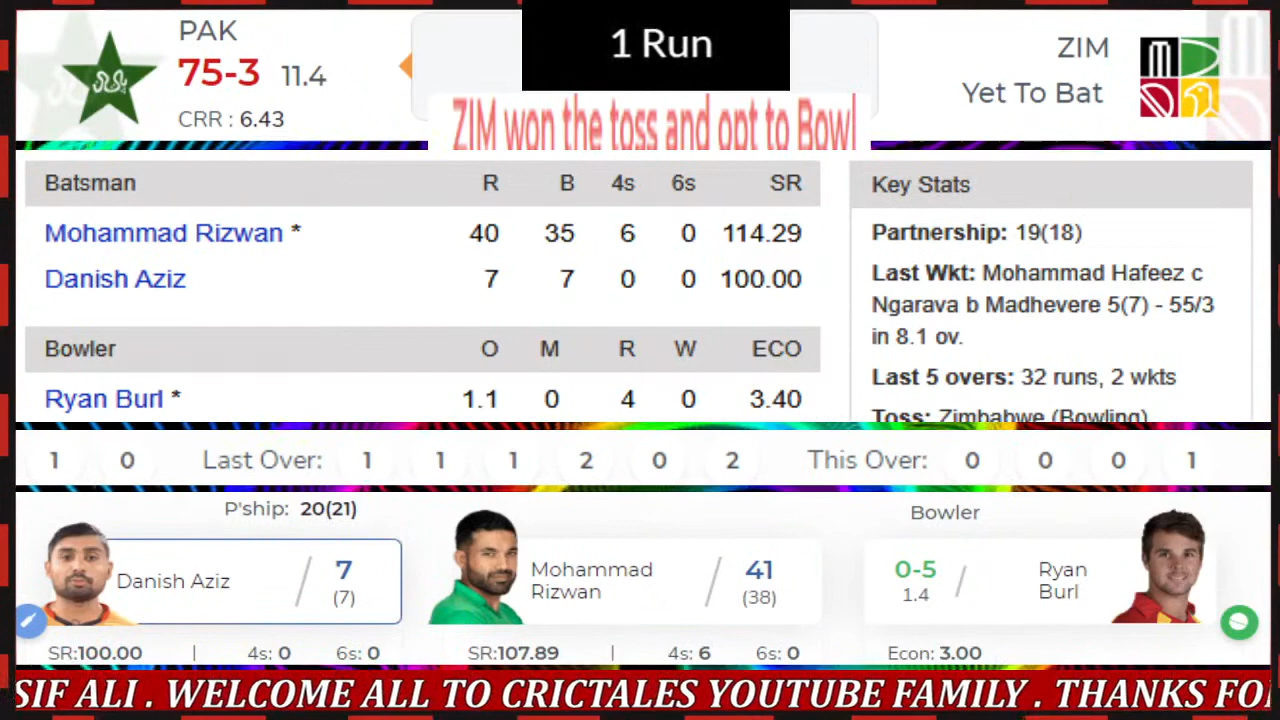 PAK
75-3 11.4
CRR : 6.43
1 Run
ZIM won the toss and opt to Bowl
ZIM
Yet To Bat
Batsman R B 4s 6s SR
Mohammad Rizwan * 40 35 6 0 114.29
Danish Aziz 7 7 0 0 100.00
Bowler O M R W ECO
Ryan Burl * 1.1 0 4 0 3.40
Key Stats
Partnership: 19(18)
Last Wkt: Mohammad Hafeez c
Ngarava b Madhevere 5(7) - 55/3
in 8.1 ov.
Last 5 overs: 32 runs, 2 wkts
Toss: Zimbabwe (Bowling)
1 0 Last Over: 1 1 1 2 0 2 This Over: 0 0 0 1
P'ship: 20(21)
Danish Aziz / 7
(7)
SR:100.00 | 4s: 0 6s: 0
Mohammad
Rizwan / 41
(38)
SR:107.89 | 4s: 6 6s: 0
Bowler
0-5
1.4 / Ryan
Burl
Econ: 3.00
SIF ALI . WELCOME ALL TO CRICTALES YOUTUBE FAMILY . THANKS FO